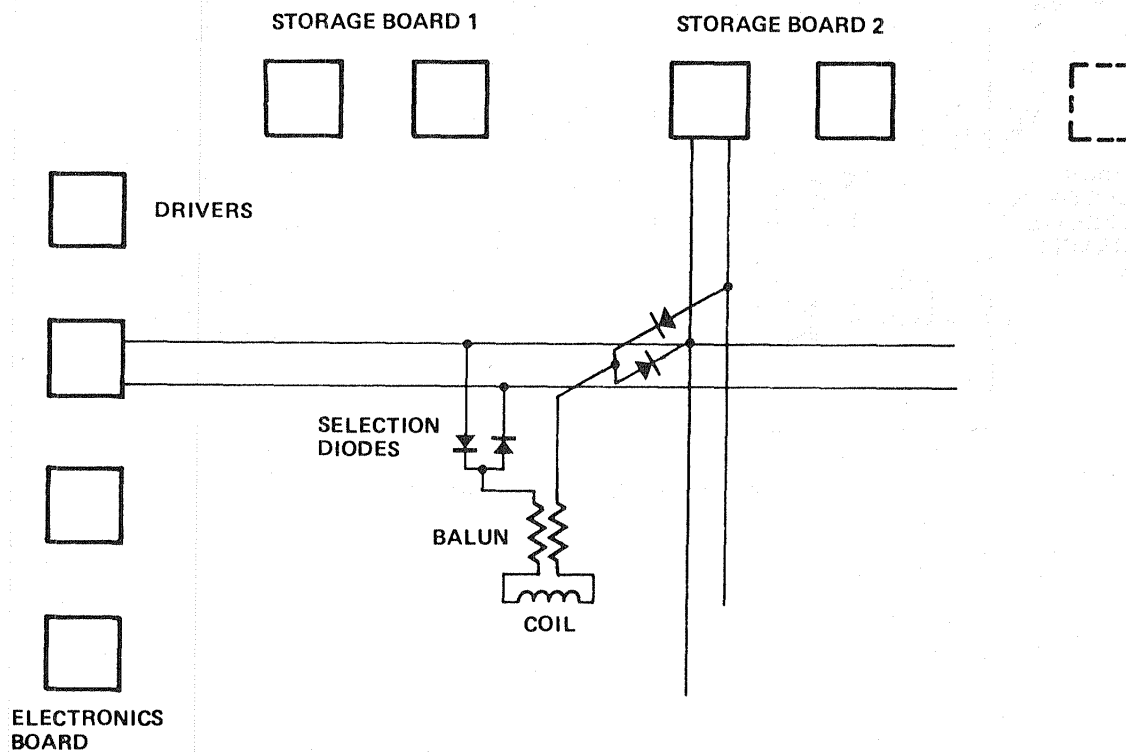 STORAGE BOARD 1
STORAGE BOARD 2
DRIVERS
SELECTION
DIODES
BALUN
COIL
ELECTRONICS
BOARD